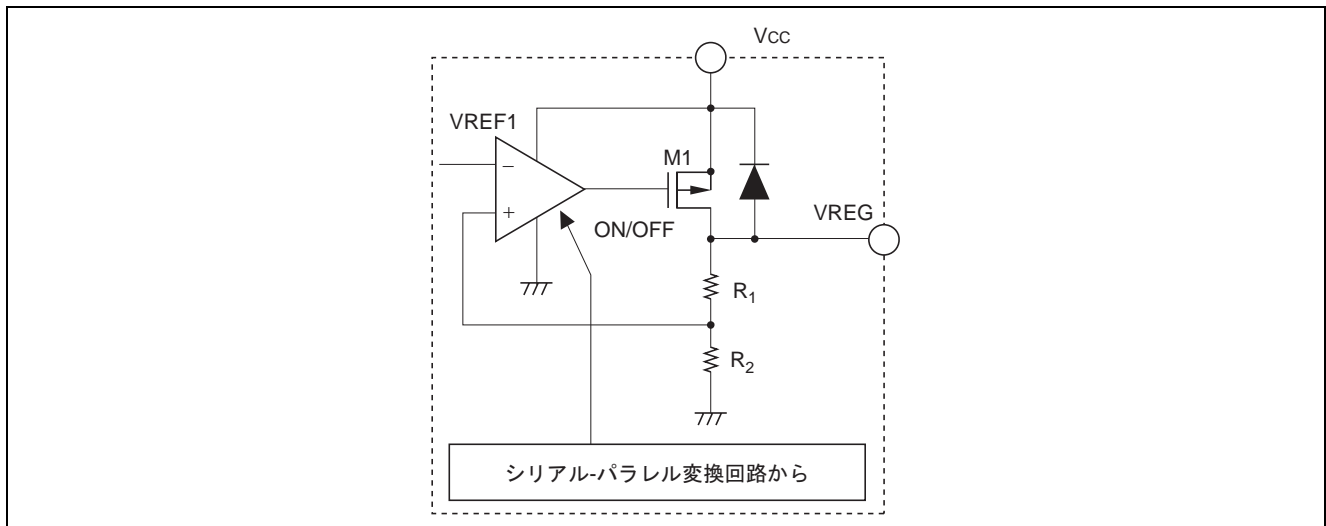 Vcc
VREF1
−
+
M1
ON/OFF
VREG
R1
R2
シリアル-パラレル変換回路から